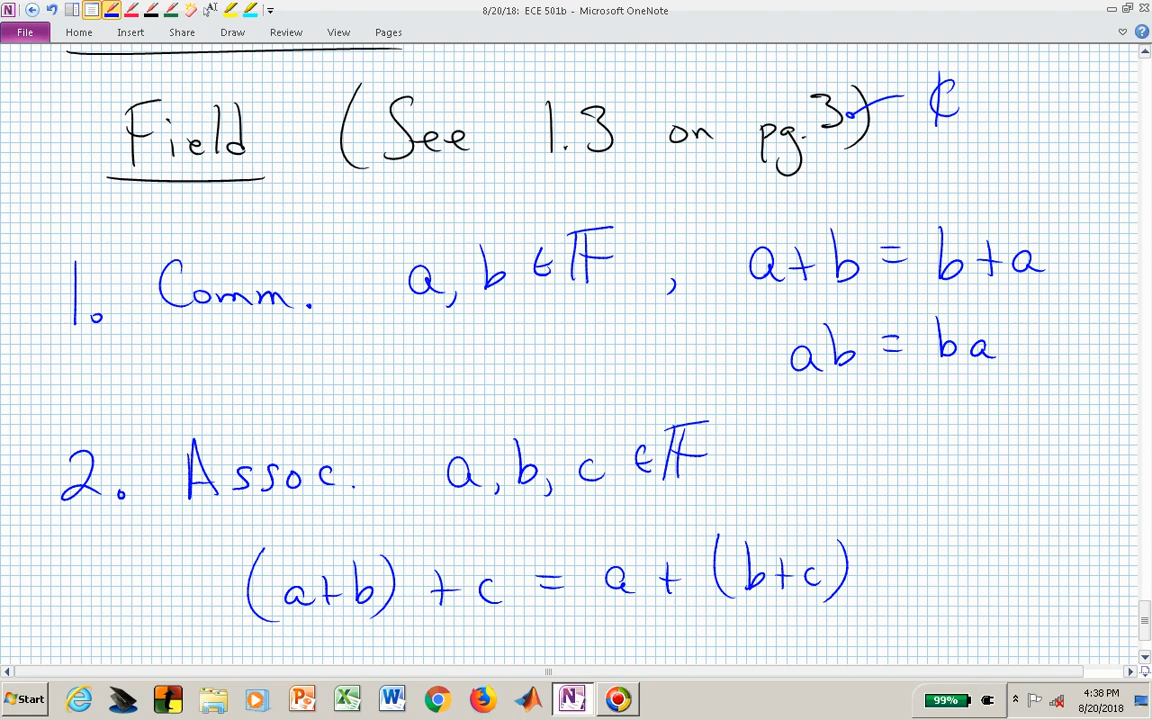 8/20/18: ECE 501b - Microsoft OneNote
File Home Insert Share Draw Review View Pages
Field (See 1.3 on pg. 3) ℂ
1. Comm. a, b ∈ 𝔽, a+b = b+a
ab = ba
2. Assoc. a, b, c ∈ 𝔽
(a+b) + c = a + (b+c)
Start 99% 4:38 PM
8/20/2018